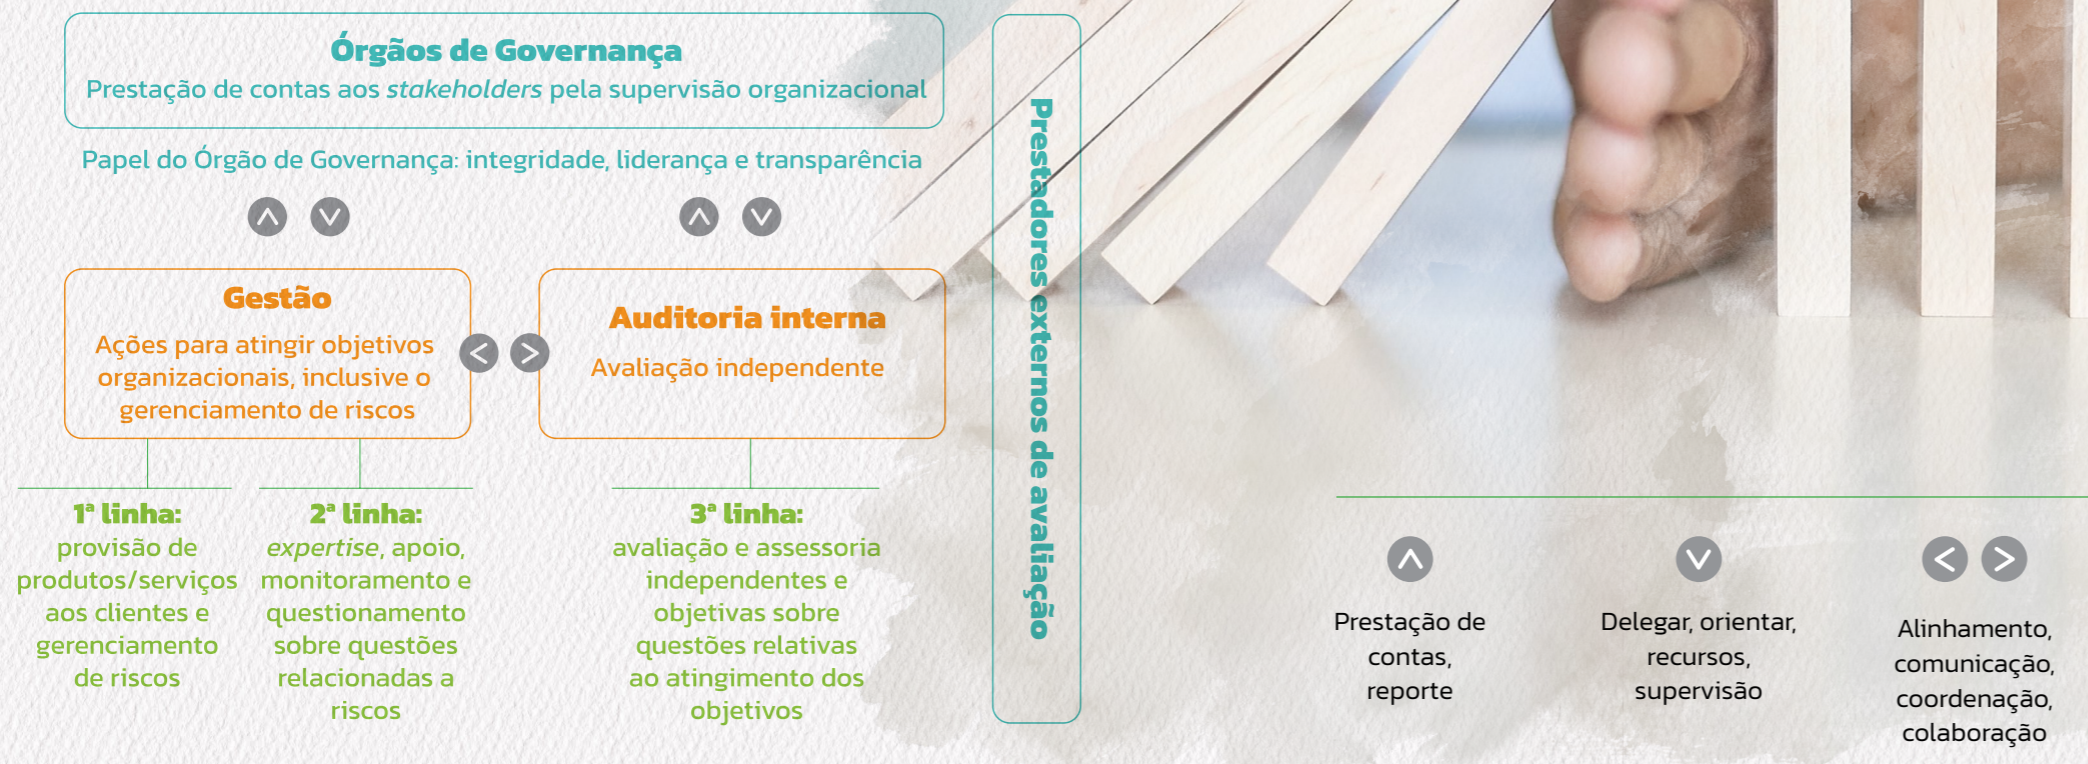 Órgãos de Governança
Prestação de contas aos stakeholders pela supervisão organizacional
Papel do Órgão de Governança: integridade, liderança e transparência
Gestão
Ações para atingir objetivos
organizacionais, inclusive o
gerenciamento de riscos
Auditoria interna
Avaliação independente
1ª linha:
provisão de
produtos/serviços
aos clientes e
gerenciamento
de riscos
2ª linha:
expertise, apoio,
monitoramento e
questionamento
sobre questões
relacionadas a
riscos
3ª linha:
avaliação e assessoria
independentes e
objetivas sobre
questões relativas
ao atingimento dos
objetivos
Prestadores externos de avaliação
Prestação de
contas,
reporte
Delegar, orientar,
recursos,
supervisão
Alinhamento,
comunicação,
coordenação,
colaboração